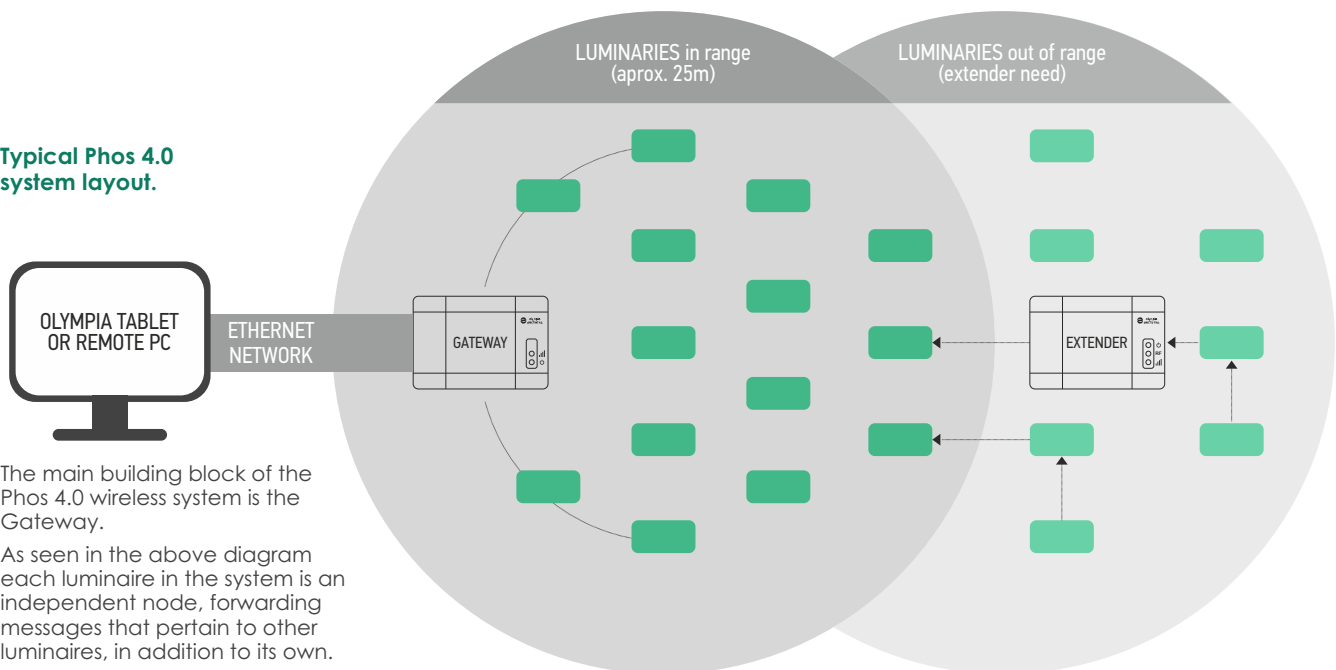 LUMINARIES in range
(aprox. 25m)
LUMINARIES out of range
(extender need)
Typical Phos 4.0
system layout.
OLYMPIA TABLET
OR REMOTE PC
ETHERNET
NETWORK
GATEWAY
EXTENDER
RF
The main building block of the
Phos 4.0 wireless system is the
Gateway.
As seen in the above diagram
each luminaire in the system is an
independent node, forwarding
messages that pertain to other
luminaires, in addition to its own.